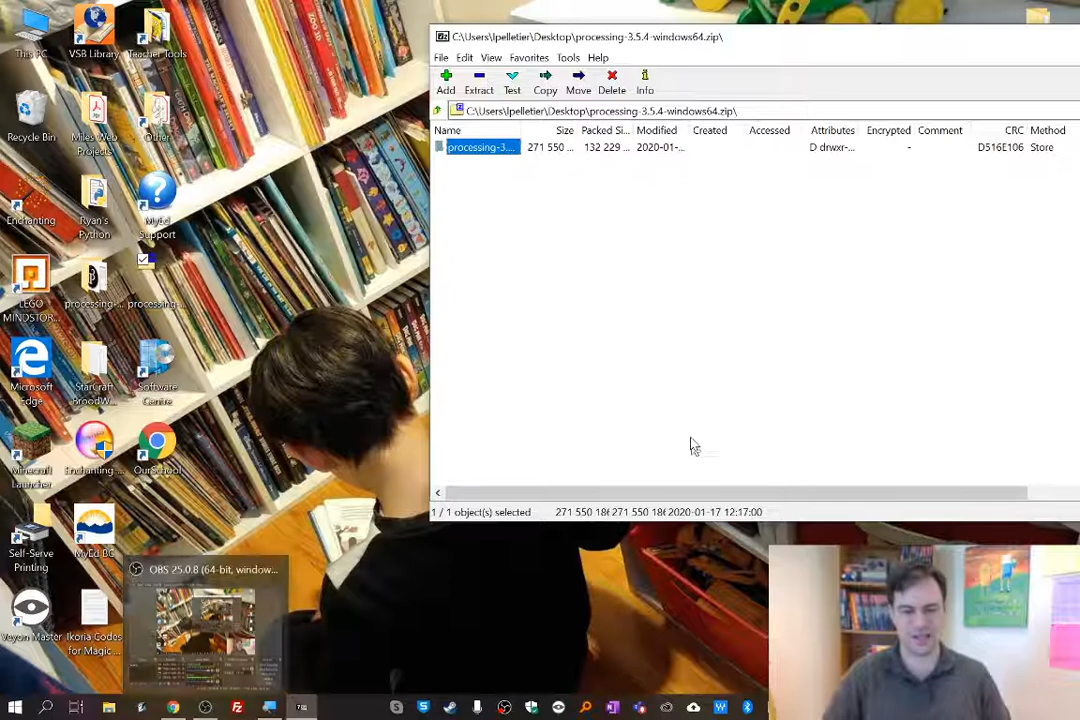 This PC
VSB Library
Teacher Tools
Recycle Bin
Miles Web Projects
Other
Enchanting
Ryan's Python
MyEd Support
LEGO MINDSTOR...
processing-...
processing-...
Microsoft Edge
StarCraft BroodW...
Software Centre
Minecraft Launcher
Enchanting...
OurSchool
Self-Serve Printing
MyEd BC
Veyon Master
Ikoria Codes for Magic ...
OBS 25.0.8 (64-bit, window...
C:\Users\lpelletier\Desktop\processing-3.5.4-windows64.zip\
File Edit View Favorites Tools Help
Add Extract Test Copy Move Delete Info
C:\Users\lpelletier\Desktop\processing-3.5.4-windows64.zip\
Name Size Packed Si... Modified Created Accessed Attributes Encrypted Comment CRC Method
processing-3.... 271 550 ... 132 229 ... 2020-01-... D drwxr-... - D516E106 Store
1 / 1 object(s) selected 271 550 18 271 550 18 2020-01-17 12:17:00